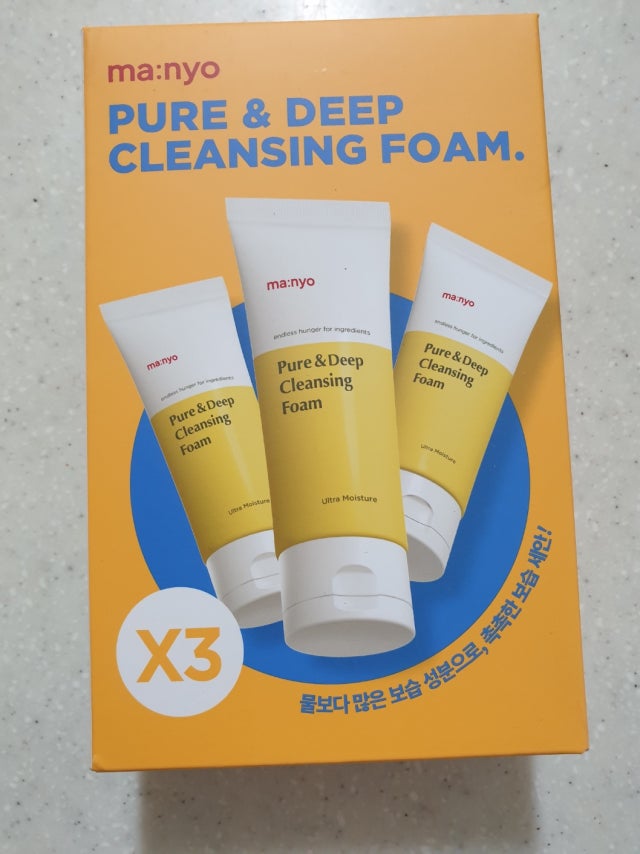 ma:nyo
PURE & DEEP
CLEANSING FOAM.
ma:nyo
endless hunger for ingredients
Pure & Deep
Cleansing
Foam
Ultra Moisture
ma:nyo
endless hunger for ingredients
Pure & Deep
Cleansing
Foam
Ultra Moisture
ma:nyo
endless hunger for ingredients
Pure & Deep
Cleansing
Foam
Ultra Moisture
X3
물보다 많은 보습 성분으로, 촉촉한 보습 세안!